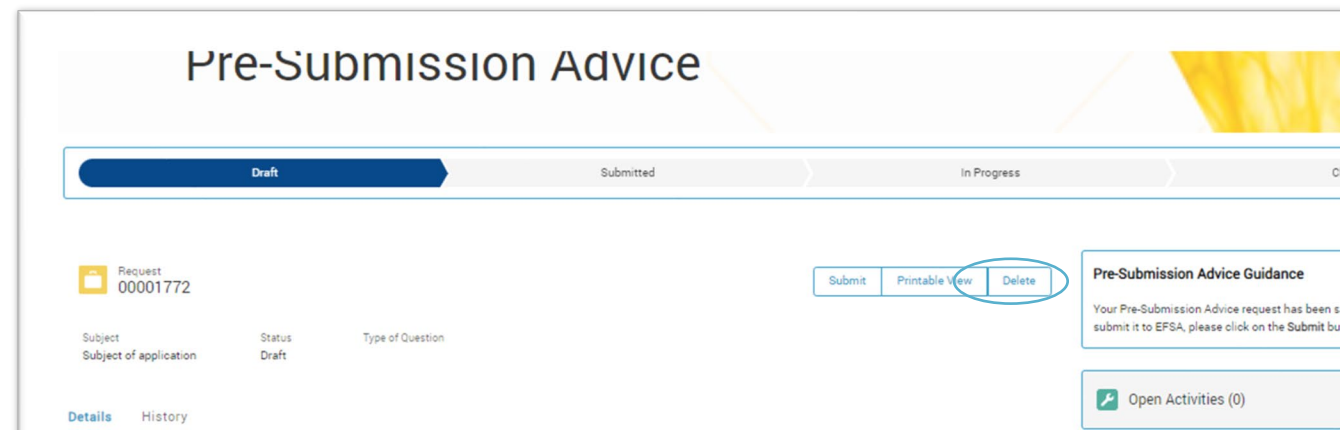 Pre-Submission Advice
Draft
Submitted
In Progress
Request
00001772
Submit
Printable View
Delete
Subject
Subject of application
Status
Draft
Type of Question
Details
History
Pre-Submission Advice Guidance
Your Pre-Submission Advice request has been
submit it to EFSA, please click on the Submit
Open Activities (0)